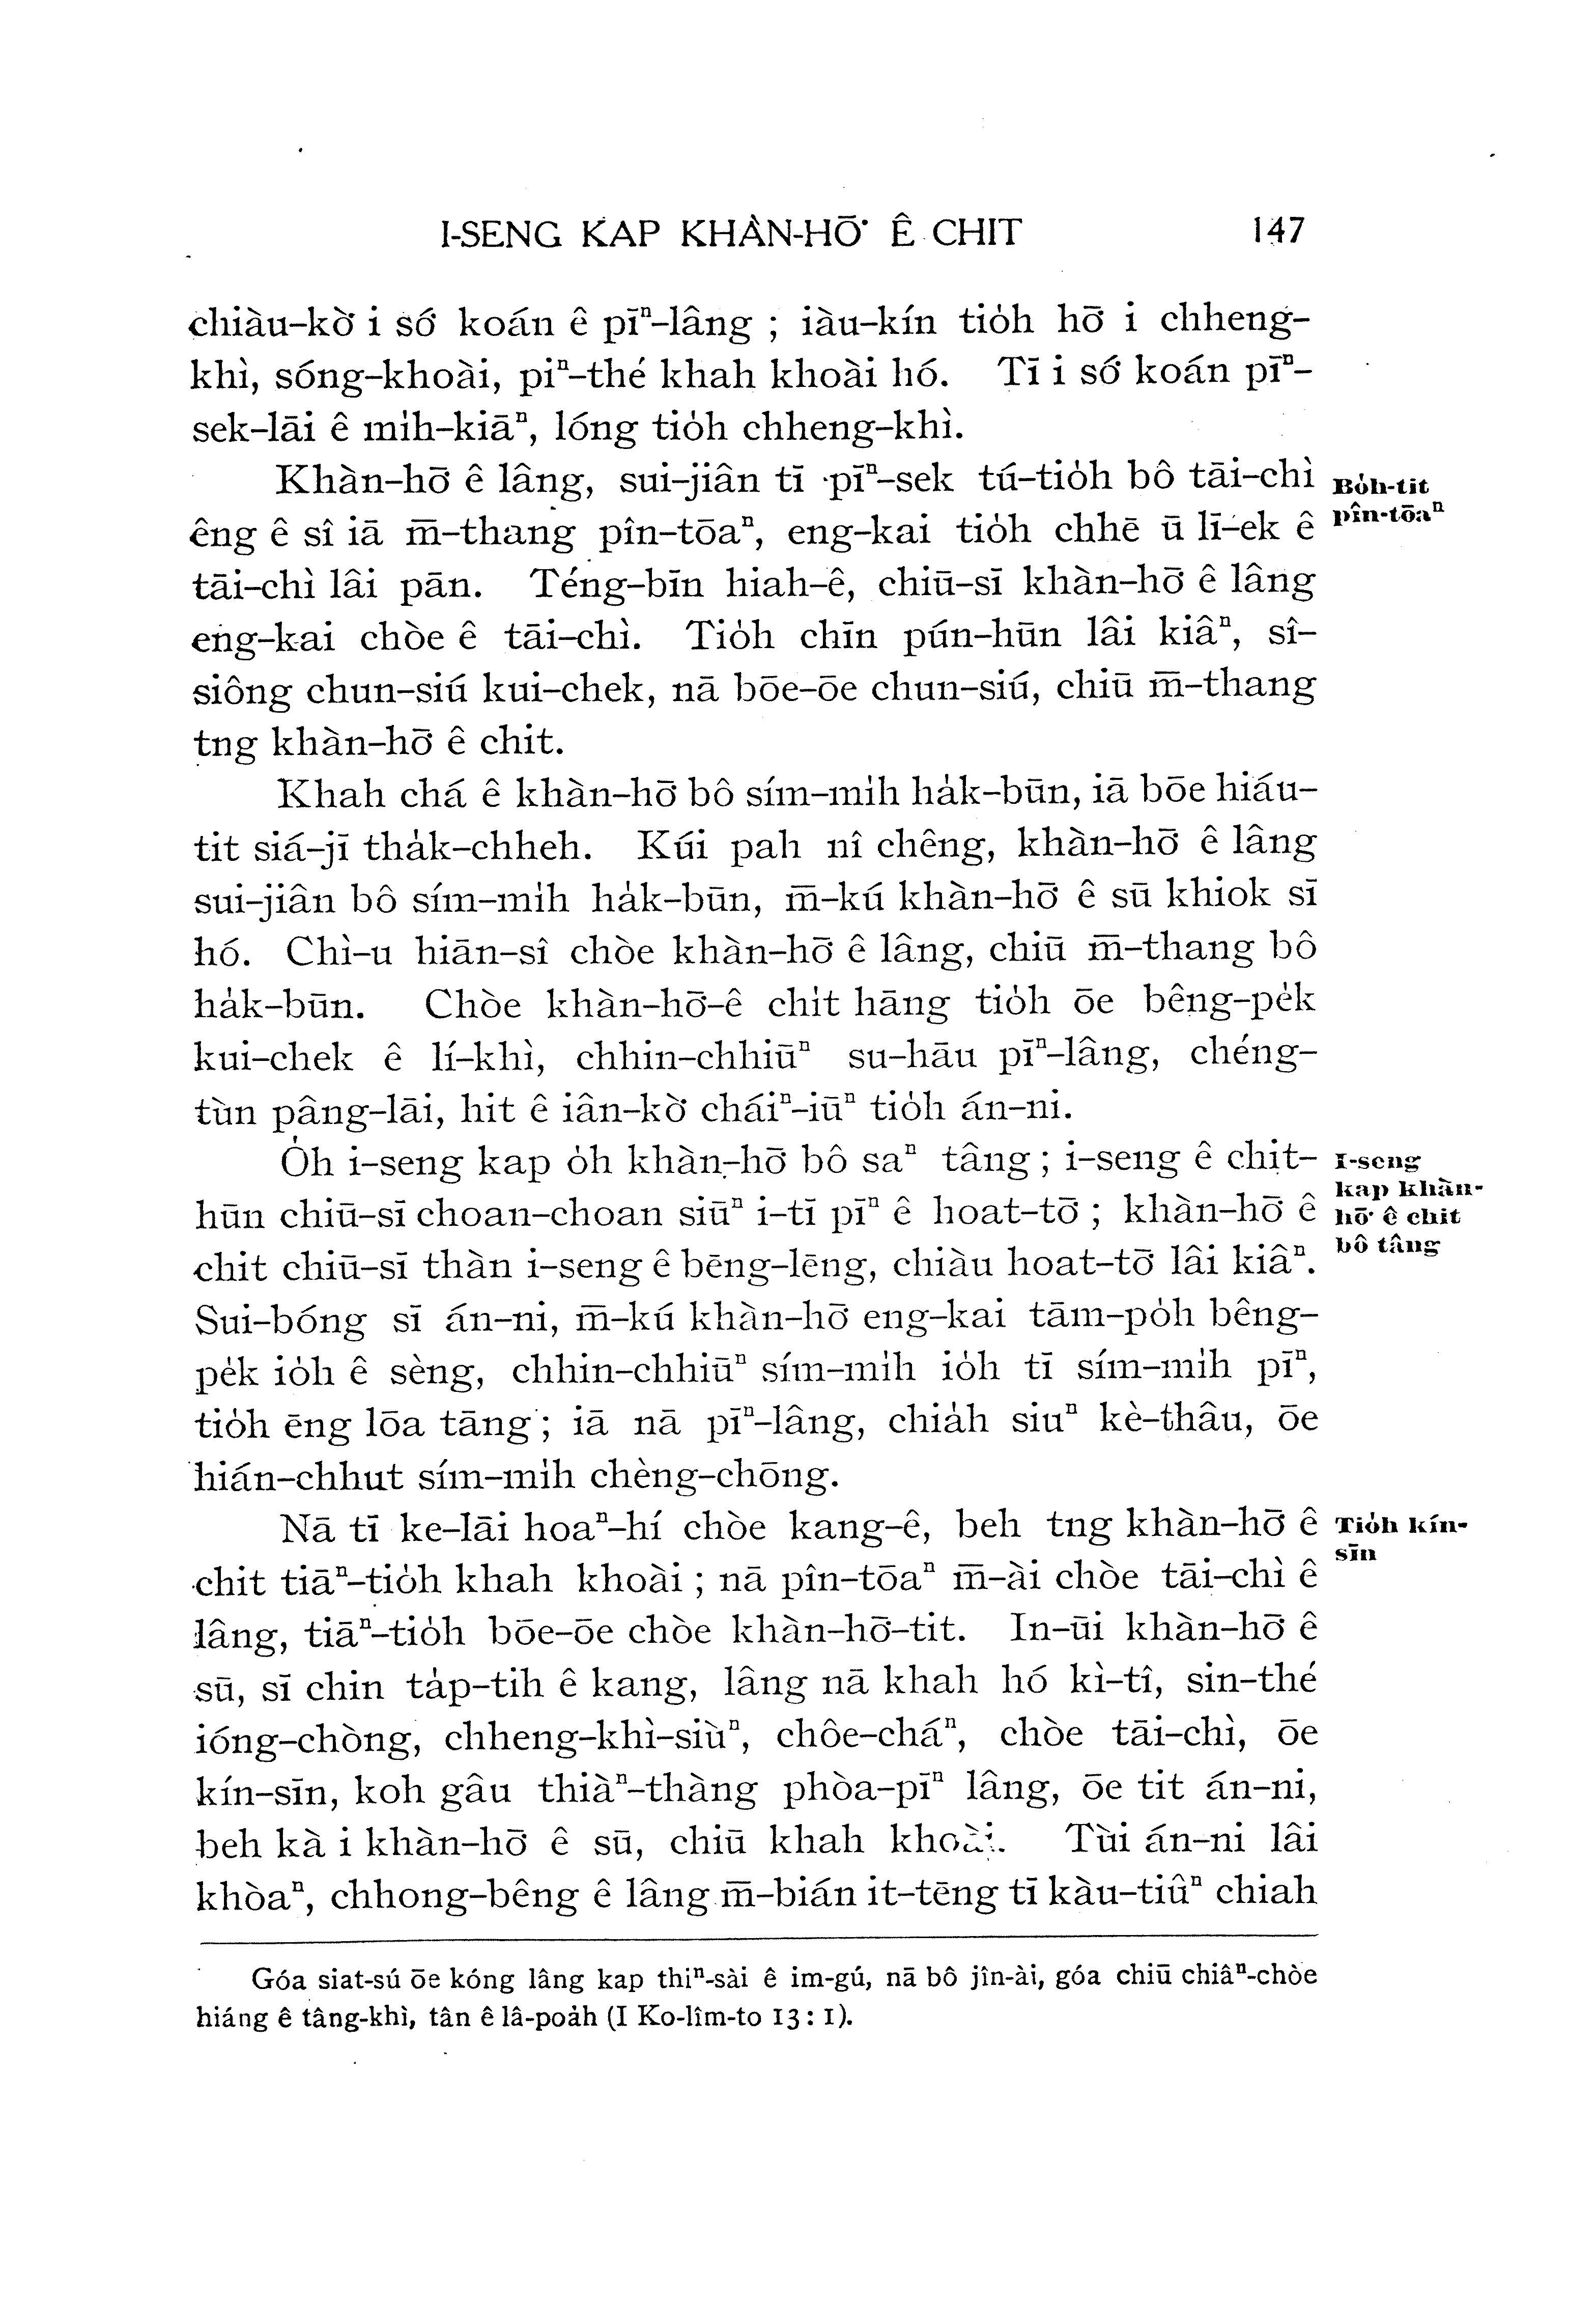 I-SENG KAP KHÀN-HŌ͘ Ê CHIT 147
chiàu-kò͘ i só͘ koán ê pīⁿ-lâng ; iàu-kín tio̍h hō͘ i chheng-
khì, sóng-khoài, piⁿ-thé khah khoài hó. Tī i só͘ koán pīⁿ-
sek-lāi ê mi̍h-kiāⁿ, lóng tio̍h chheng-khì.
Khàn-hō͘ ê lâng, sui-jiân tī pīⁿ-sek tú-tio̍h bô tāi-chì
êng ê sî iā m̄-thang pîn-tōaⁿ, eng-kai tio̍h chhē ū lī-ek ê
tāi-chì lâi pān. Téng-bīn hiah-ê, chiū-sī khàn-hō͘ ê lâng
eng-kai chòe ê tāi-chì. Tio̍h chīn pún-hūn lâi kiâⁿ, sî-
siông chun-siú kui-chek, nā bōe-ōe chun-siú, chiū m̄-thang
tng khàn-hō͘ ê chit.
Bo̍h-tit
pîn-tōaⁿ
Khah chá ê khàn-hō͘ bô sím-mi̍h ha̍k-būn, iā bōe hiáu-
tit siá-jī tha̍k-chheh. Kúi pah nî chêng, khàn-hō͘ ê lâng
sui-jiân bô sím-mi̍h ha̍k-būn, m̄-kú khàn-hō͘ ê sū khiok sī
hó. Chì-u hiān-sî chòe khàn-hō͘ ê lâng, chiū m̄-thang bô
ha̍k-būn. Chòe khàn-hō͘-ê chi̍t hāng tio̍h ōe bêng-pe̍k
kui-chek ê lí-khì, chhin-chhiūⁿ su-hāu pīⁿ-lâng, chéng-
tùn pâng-lāi, hit ê iân-kò͘ cháiⁿ-iūⁿ tio̍h án-ni.
O̍h i-seng kap o̍h khàn-hō͘ bô saⁿ tâng ; i-seng ê chit-
hūn chiū-sī choan-choan siūⁿ i-tī pīⁿ ê hoat-tō͘ ; khàn-hō͘ ê
chit chiū-sī thàn i-seng ê bēng-lēng, chiàu hoat-tō͘ lâi kiâⁿ.
Sui-bóng sī án-ni, m̄-kú khàn-hō͘ eng-kai tām-po̍h bêng-
pe̍k io̍h ê sèng, chhin-chhiūⁿ sím-mi̍h io̍h tī sím-mi̍h pīⁿ,
tio̍h ēng lōa tāng ; iā nā pīⁿ-lâng, chia̍h siuⁿ kè-thâu, ōe
hián-chhut sím-mi̍h chèng-chōng.
I-seng
kap khàn-
hō͘ ê chit
bô tâng
Nā tī ke-lāi hoaⁿ-hí chòe kang-ê, beh tng khàn-hō͘ ê
chit tiāⁿ-tio̍h khah khoài ; nā pîn-tōaⁿ m̄-ài chòe tāi-chì ê
lâng, tiāⁿ-tio̍h bōe-ōe chòe khàn-hō͘-tit. In-ūi khàn-hō͘ ê
sū, sī chin ta̍p-tih ê kang, lâng nā khah hó kì-tî, sin-thé
ióng-chòng, chheng-khì-siùⁿ, chôe-cháⁿ, chòe tāi-chì, ōe
kín-sīn, koh gâu thiàⁿ-thàng phòa-pīⁿ lâng, ōe tit án-ni,
beh kà i khàn-hō͘ ê sū, chiū khah khoài. Tùi án-ni lâi
khòaⁿ, chhong-bêng ê lâng m̄-bián it-tēng tī kàu-tiûⁿ chiah
Tio̍h kín-
sīn
Góa siat-sú ōe kóng lâng kap thiⁿ-sài ê im-gú, nā bô jîn-ài, góa chiū chiâⁿ-chòe
hiáng ê tâng-khì, tân ê lâ-poa̍h (I Ko-lîm-to 13 : 1).